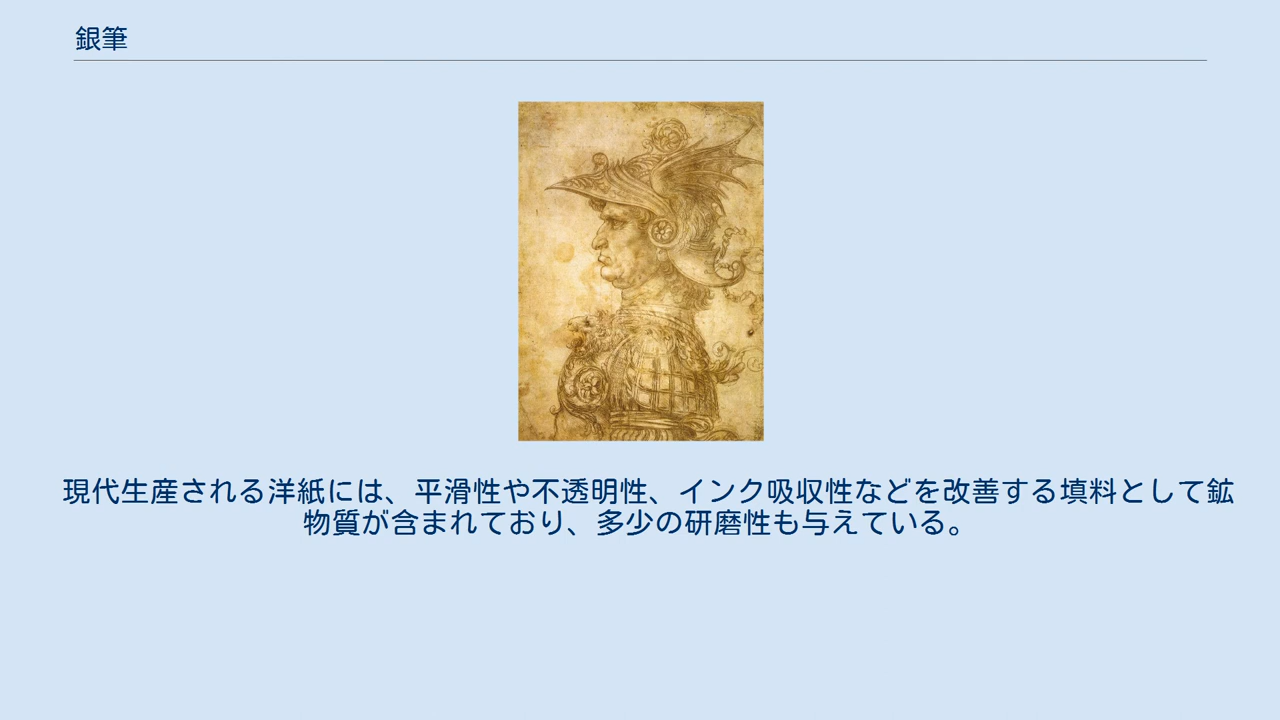 銀筆
現代生産される洋紙には、平滑性や不透明性、インク吸収性などを改善する填料として鉱
物質が含まれており、多少の研磨性も与えている。